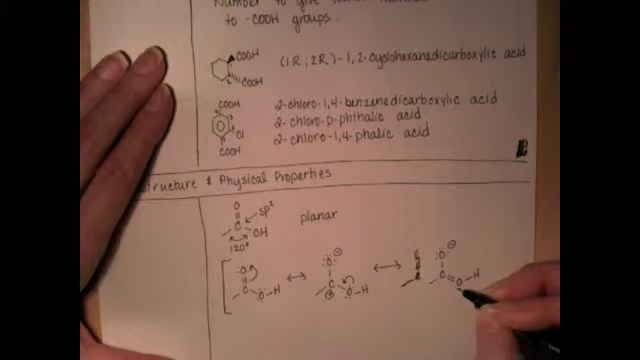 Number to give lowest numbers
to -COOH groups..
COOH
COOH
(1R, 2R)-1,2-cyclohexanedicarboxylic acid
COOH
Cl
COOH
2-chloro-1,4-benzenedicarboxylic acid
2-chloro-p-phthalic acid
2-chloro-1,4-phalic acid
Structure & Physical Properties
O
C
OH
sp²
120°
planar
O
C
O-H
O
C
O-H
O
C
O-H